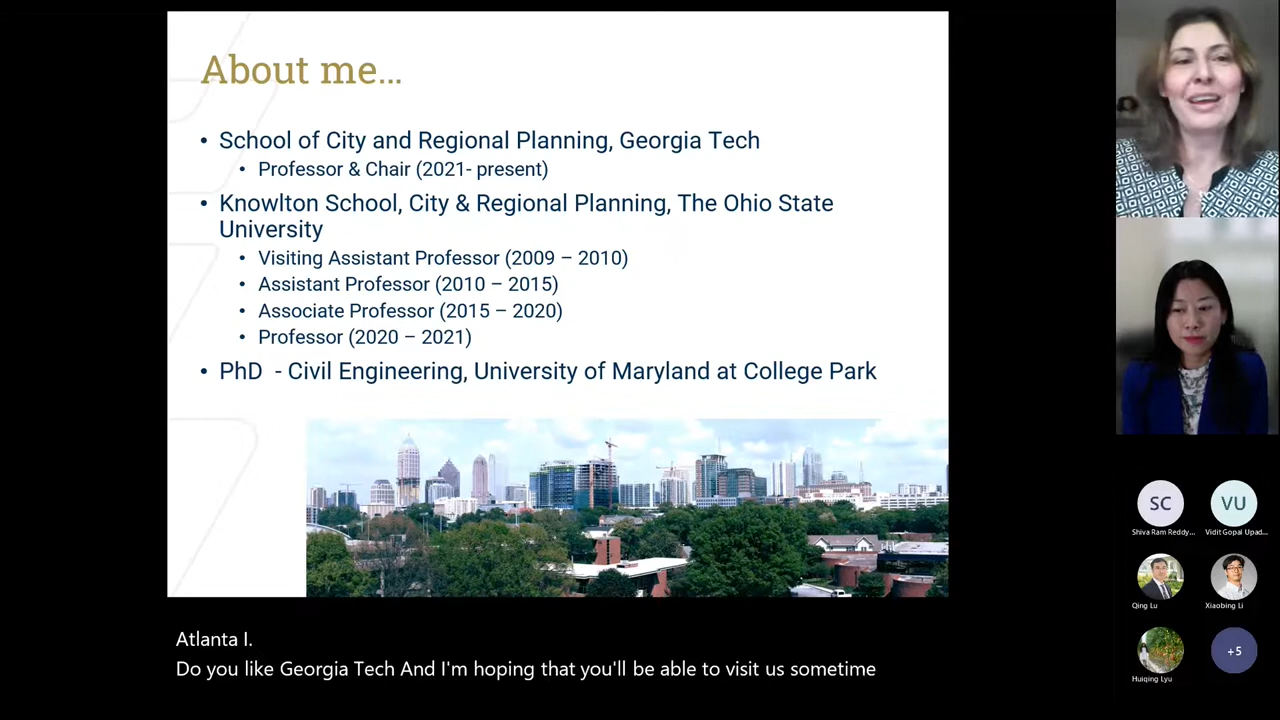 About me...
• School of City and Regional Planning, Georgia Tech
• Professor & Chair (2021- present)
• Knowlton School, City & Regional Planning, The Ohio State
University
• Visiting Assistant Professor (2009 – 2010)
• Assistant Professor (2010 – 2015)
• Associate Professor (2015 – 2020)
• Professor (2020 – 2021)
• PhD - Civil Engineering, University of Maryland at College Park
Atlanta I.
Do you like Georgia Tech And I'm hoping that you'll be able to visit us sometime
SC
VU
Shiva Ram Reddy...
Vidit Gopal Upad...
Qing Lu
Xiaobing Li
Huiqing Lyu
+5